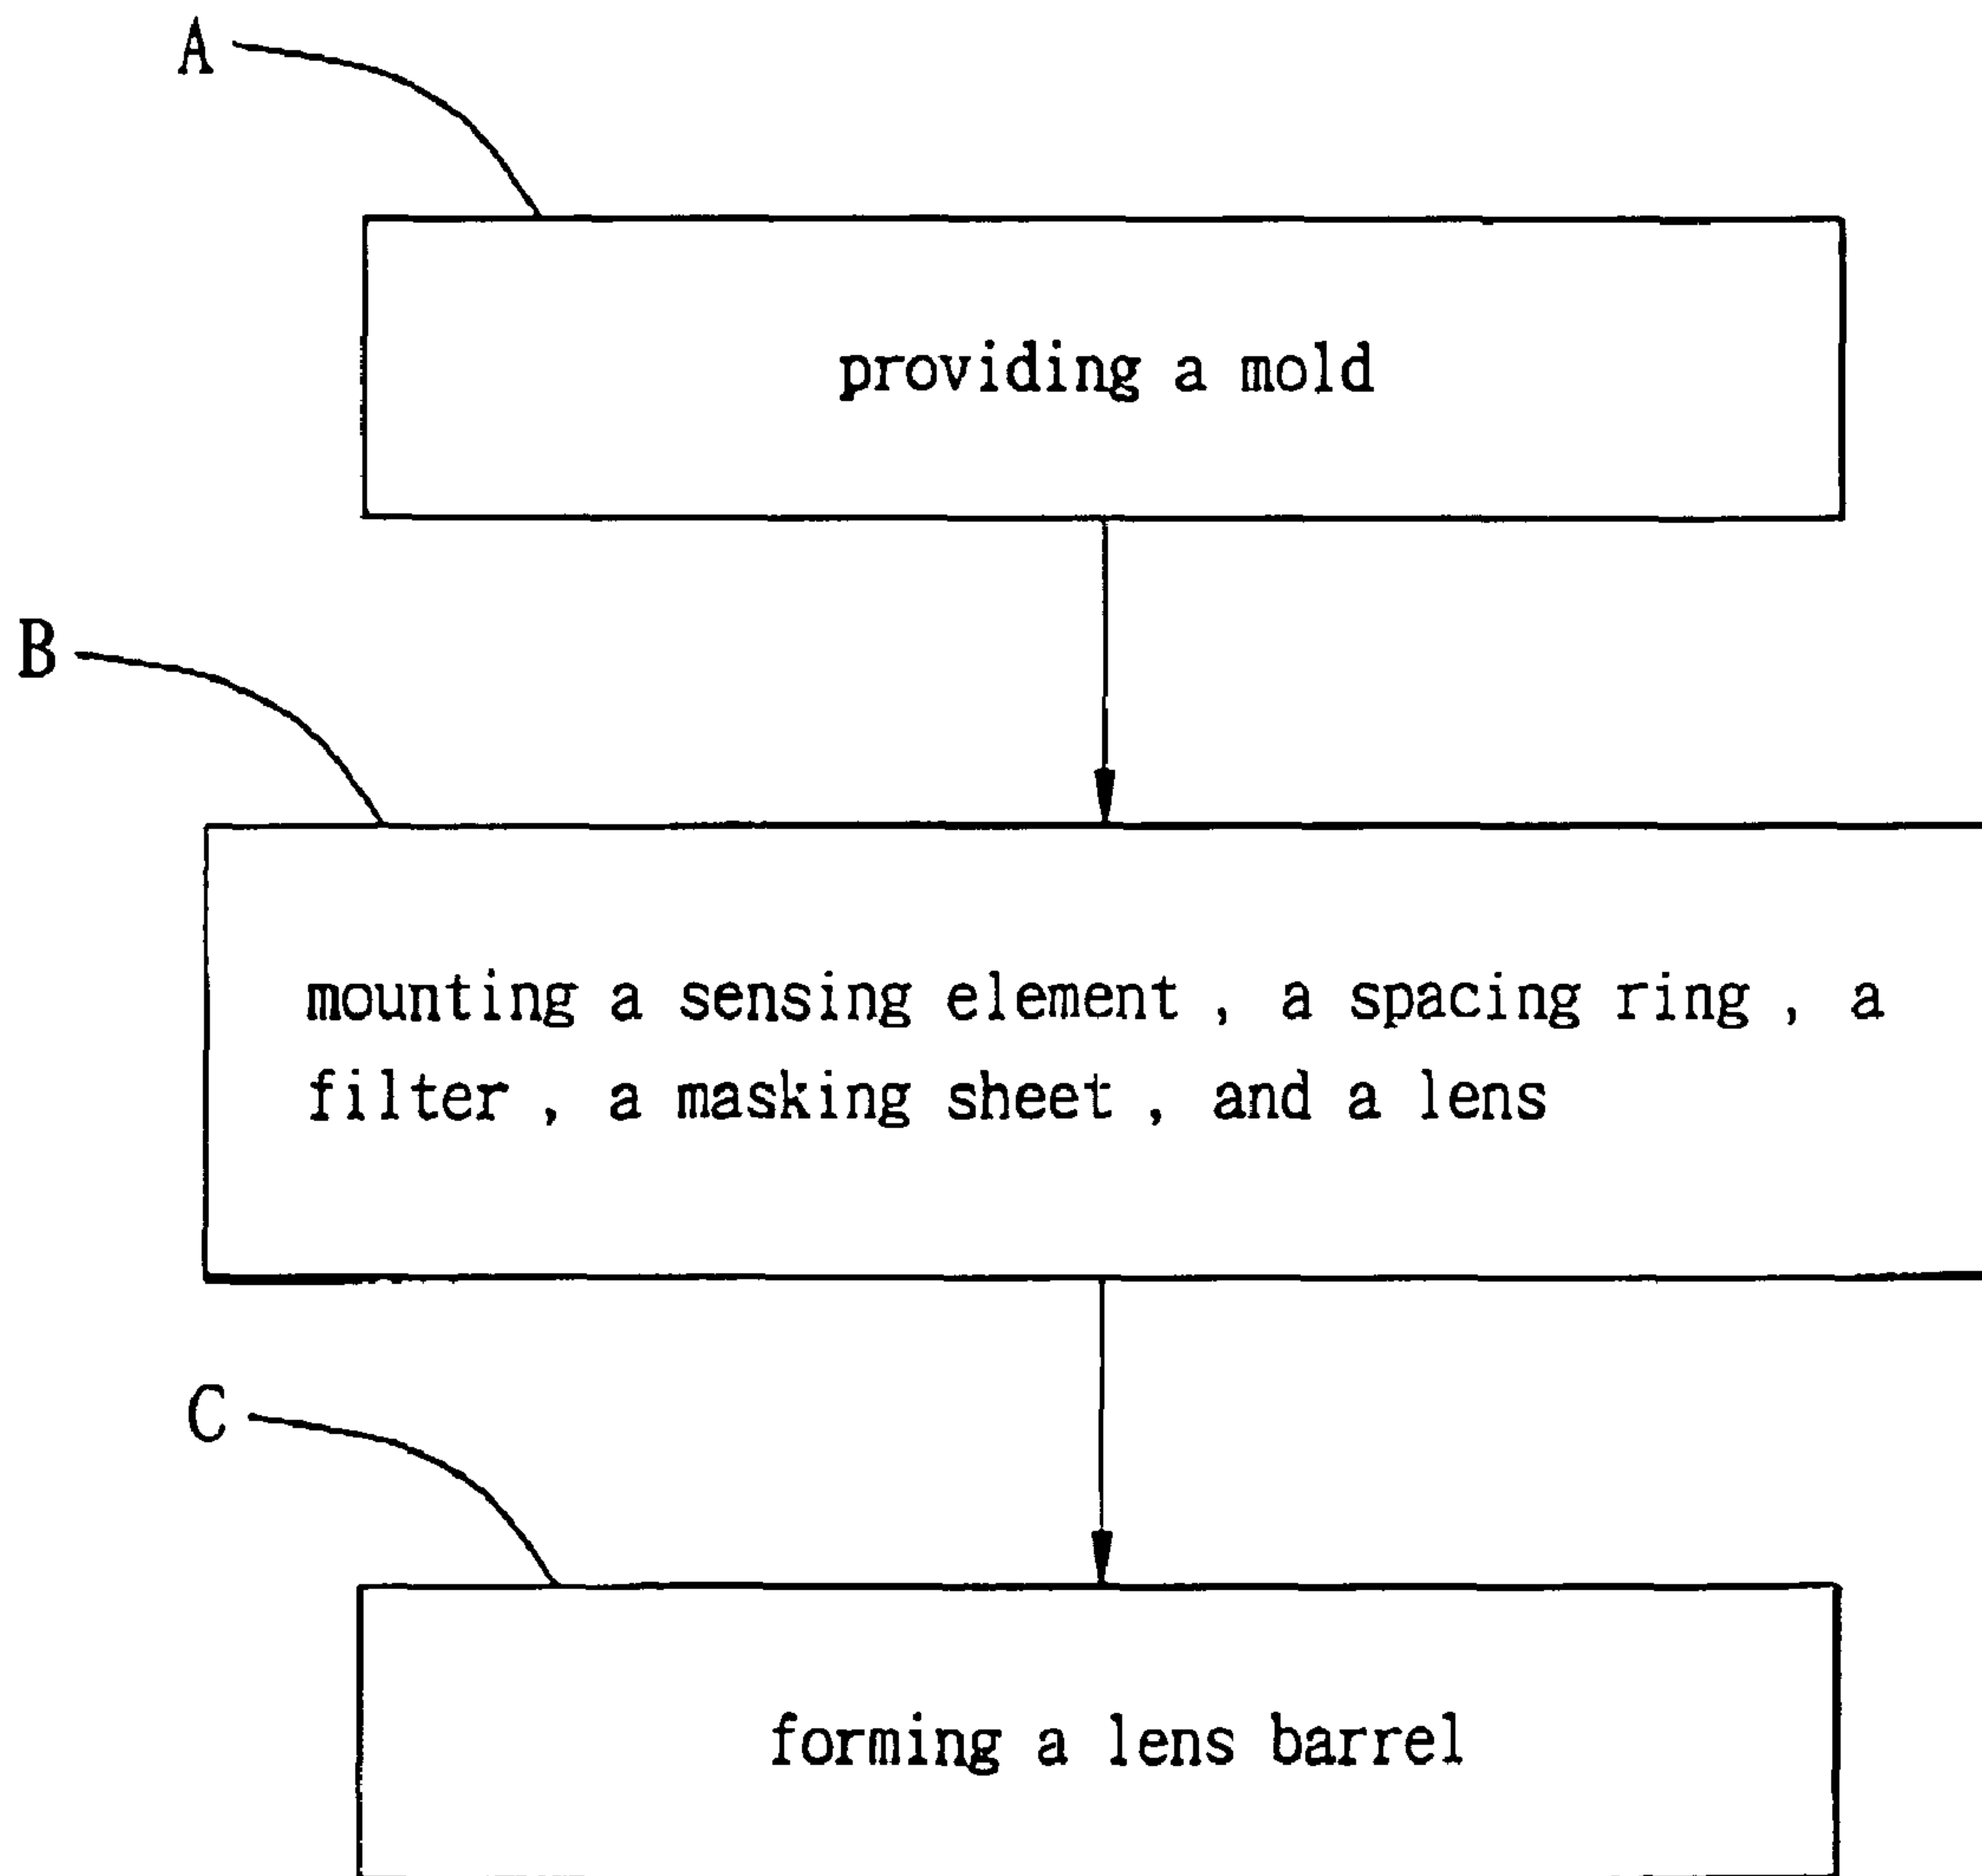 A
providing a mold
B
mounting a sensing element , a spacing ring , a
filter , a masking sheet , and a lens
C
forming a lens barrel